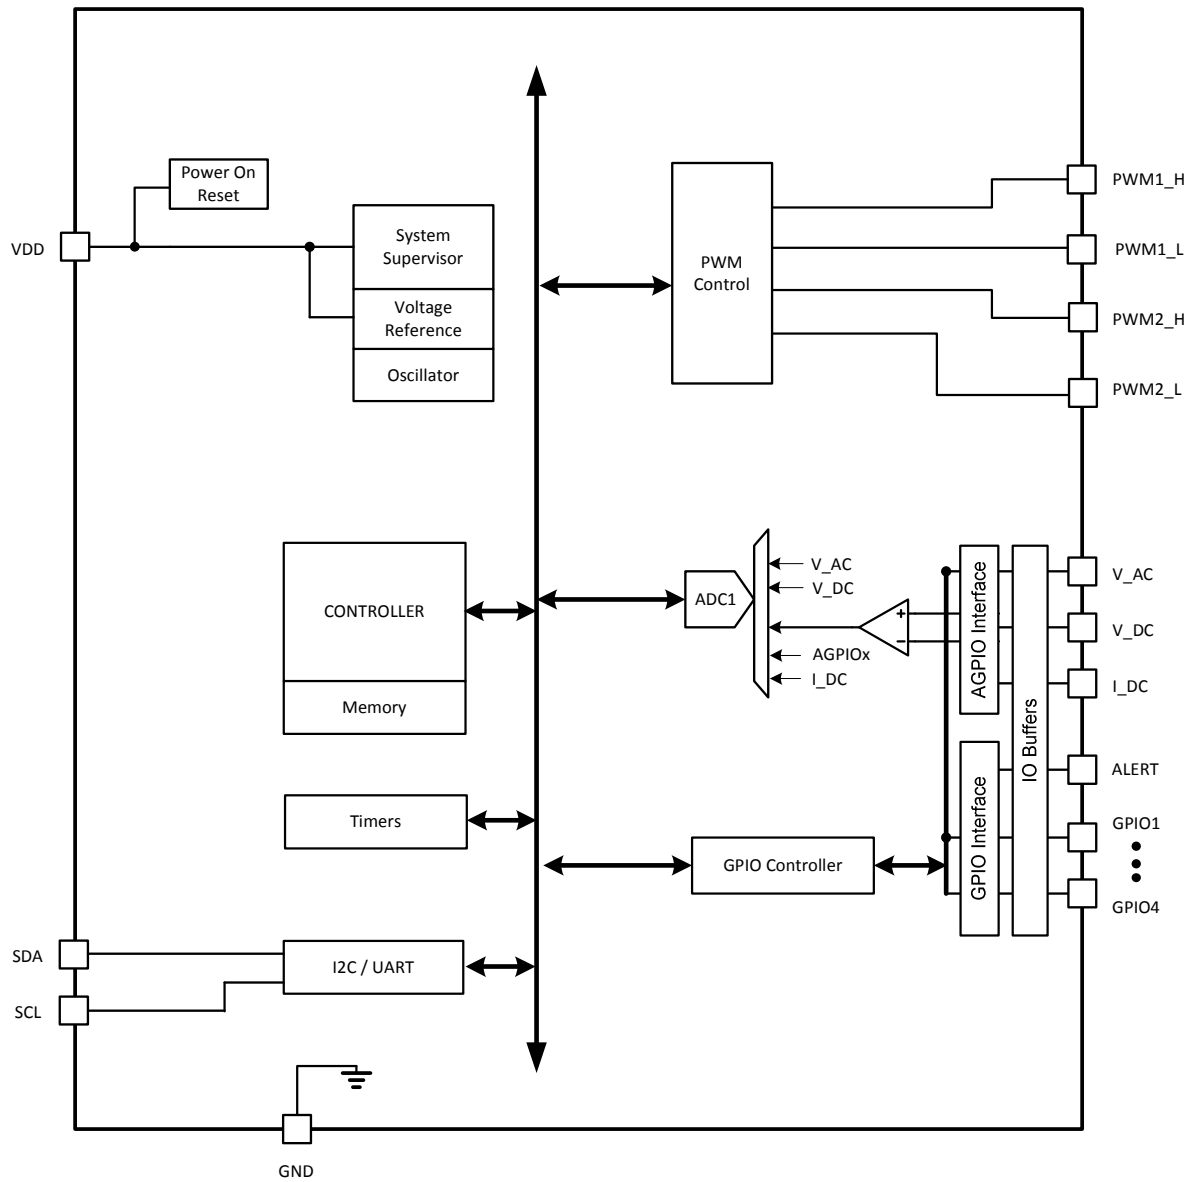 Power On
Reset
VDD
System
Supervisor
Voltage
Reference
Oscillator
PWM
Control
PWM1_H
PWM1_L
PWM2_H
PWM2_L
CONTROLLER
Memory
ADC1
V_AC
V_DC
AGPIOx
I_DC
+
−
AGPIO Interface
IO Buffers
GPIO Interface
V_AC
V_DC
I_DC
ALERT
GPIO1
GPIO4
Timers
GPIO Controller
I2C / UART
SDA
SCL
GND